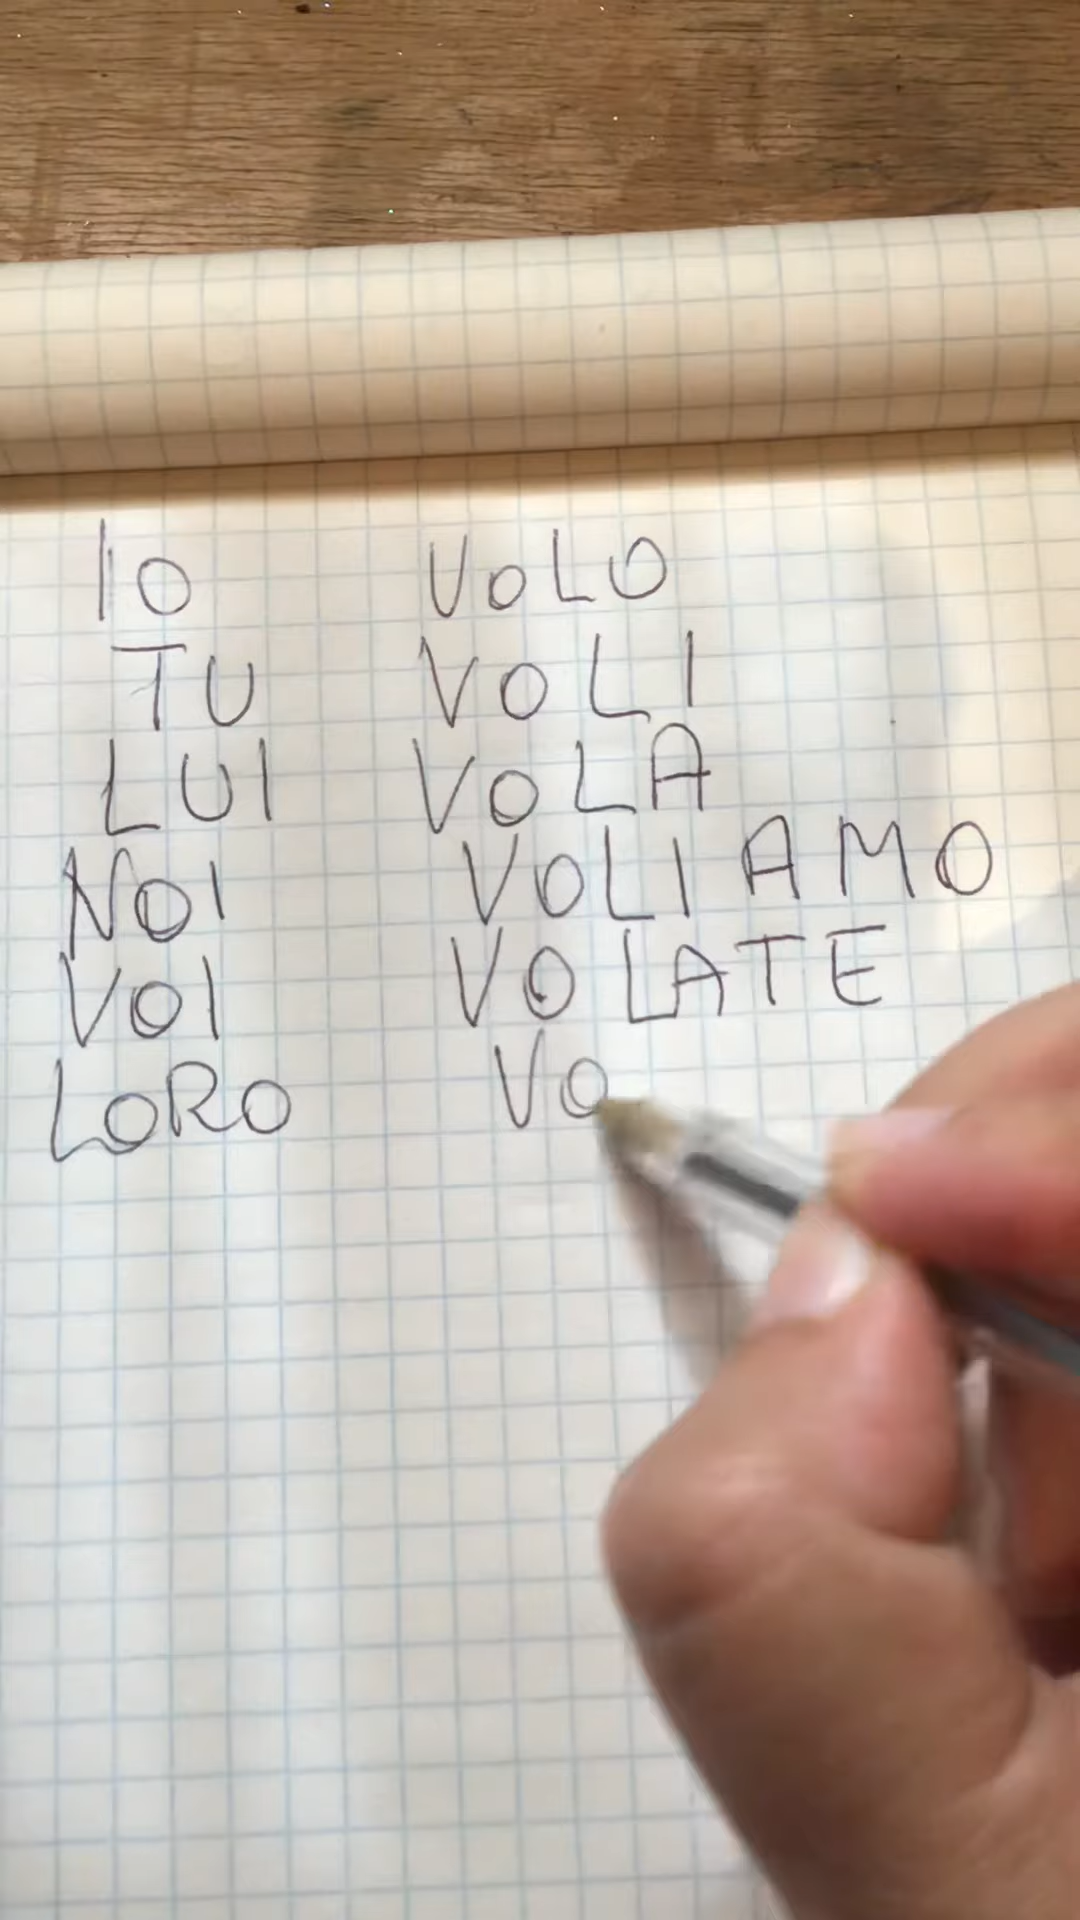 IO VOLO
TU VOLI
LUI VOLA
NOI VOLIAMO
VOI VOLATE
LORO VO